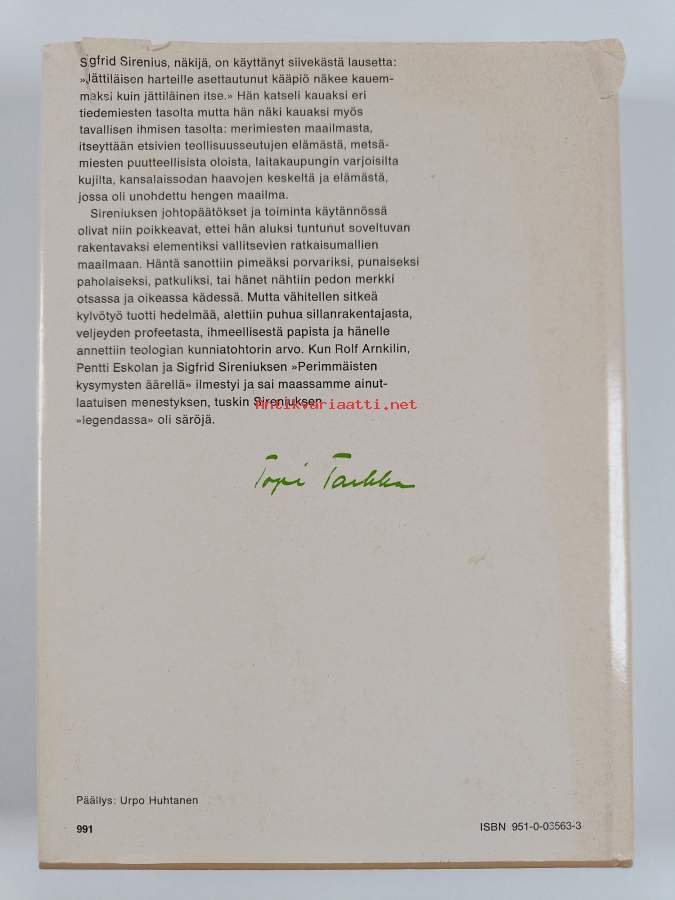 Sigfrid Sirenius, näkijä, on käyttänyt siivekästä lausetta:
»Jättiläisen harteille asettautunut kääpiö näkee kauem-
maksi kuin jättiläinen itse.» Hän katseli kauaksi eri
tiedemiesten tasolta mutta hän näki kauaksi myös
tavallisen ihmisen tasolta: merimiesten maailmasta,
itseyttään etsivien teollisuusseutujen elämästä, metsä-
miesten puutteellisista oloista, laitakaupungin varjoisilta
kujilta, kansalaissodan haavojen keskeltä ja elämästä,
jossa oli unohdettu hengen maailma.
Sireniuksen johtopäätökset ja toiminta käytännössä
olivat niin poikkeavat, ettei hän aluksi tuntunut soveltuvan
rakentavaksi elementiksi vallitsevien ratkaisumallien
maailmaan. Häntä sanottiin pimeäksi porvariksi, punaiseksi
paholaiseksi, patkuliksi, tai hänet nähtiin pedon merkki
otsassa ja oikeassa kädessä. Mutta vähitellen sitkeä
kylvötyö tuotti hedelmää, alettiin puhua sillanrakentajasta,
veljeyden profeetasta, ihmeellisestä papista ja hänelle
annettiin teologian kunniatohtorin arvo. Kun Rolf Arnkilin,
Pentti Eskolan ja Sigfrid Sireniuksen »Perimmäisten
kysymysten äärellä» ilmestyi ja sai maassamme ainut-
laatuisen menestyksen, tuskin Sireniuksen
»legendassa» oli säröjä.
Antikvariaatti.net
Topi Tarkka
Päällys: Urpo Huhtanen
991
ISBN 951-0-03563-3